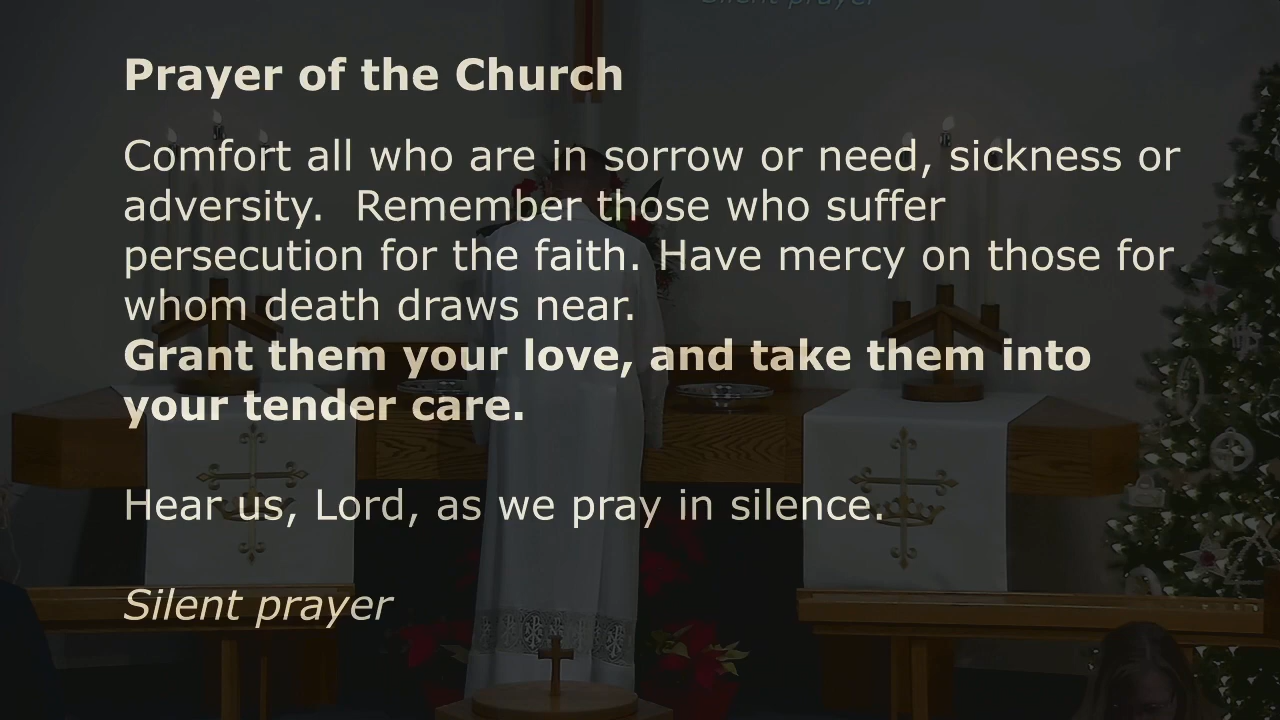 Silent prayer
Prayer of the Church
Comfort all who are in sorrow or need, sickness or
adversity.  Remember those who suffer
persecution for the faith. Have mercy on those for
whom death draws near.
Grant them your love, and take them into
your tender care.
Hear us, Lord, as we pray in silence.
Silent prayer